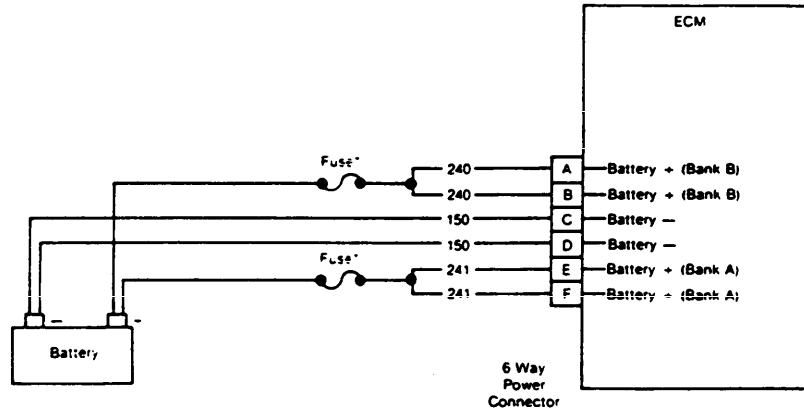 ECM
Fuse*
240 A Battery + (Bank B)
240 B Battery + (Bank B)
150 C Battery −
150 D Battery −
Fuse*
241 E Battery + (Bank A)
241 F Battery + (Bank A)
− +
Battery
6 Way
Power
Connector